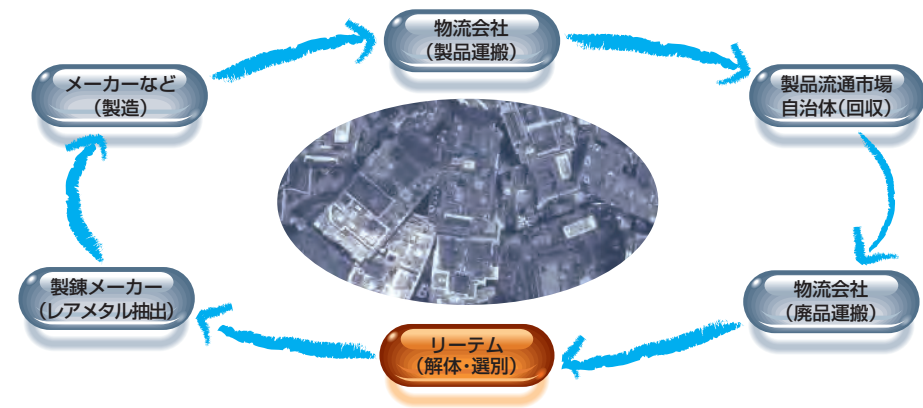 物流会社
（製品運搬）
製品流通市場
自治体（回収）
物流会社
（廃品運搬）
リーテム
（解体・選別）
製錬メーカー
（レアメタル抽出）
メーカーなど
（製造）